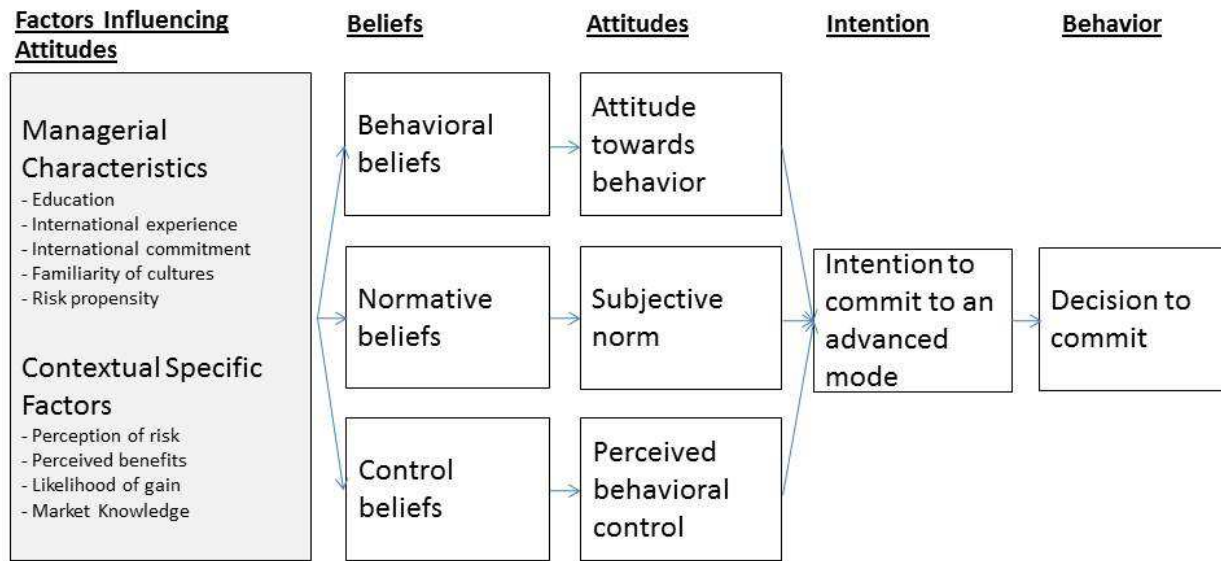 Factors Influencing
Attitudes
Beliefs
Attitudes
Intention
Behavior
Managerial
Characteristics
- Education
- International experience
- International commitment
- Familiarity of cultures
- Risk propensity
Contextual Specific
Factors
- Perception of risk
- Perceived benefits
- Likelihood of gain
- Market Knowledge
Behavioral
beliefs
Normative
beliefs
Control
beliefs
Attitude
towards
behavior
Subjective
norm
Perceived
behavioral
control
Intention to
commit to an
advanced
mode
Decision to
commit